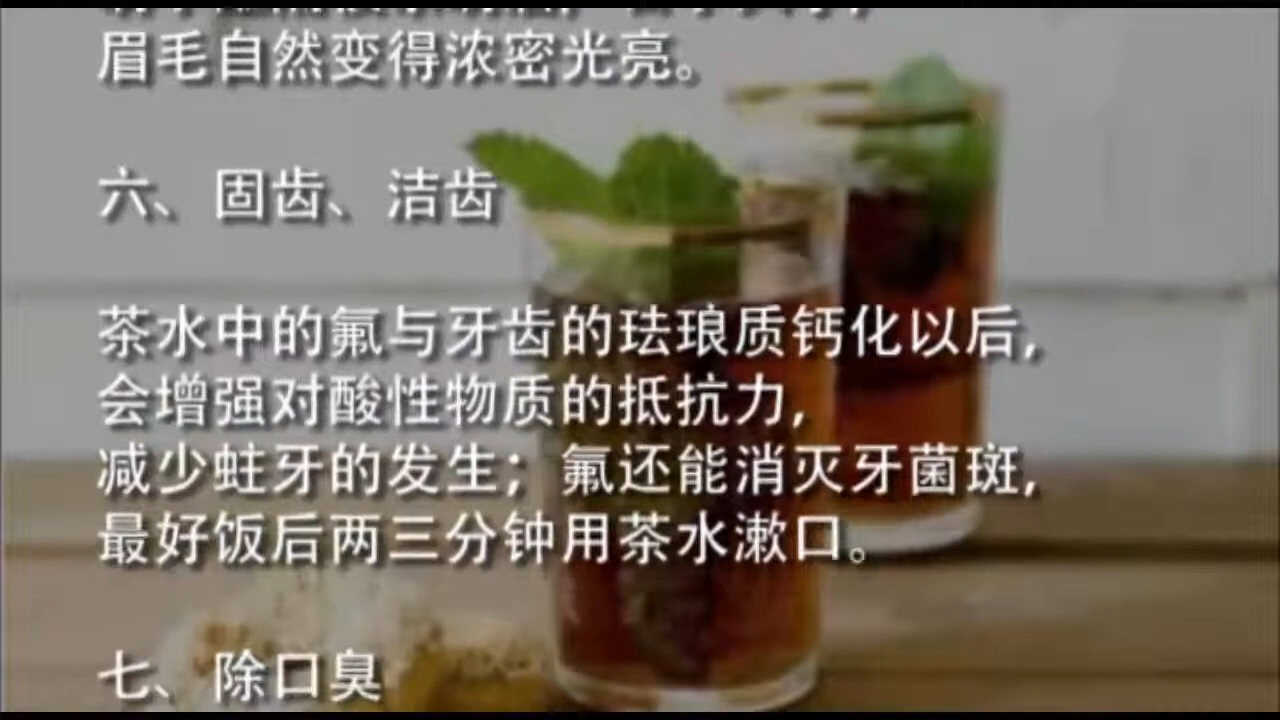 眉毛自然变得浓密光亮。
六、固齿、洁齿
茶水中的氟与牙齿的珐琅质钙化以后,
会增强对酸性物质的抵抗力,
减少蛀牙的发生；氟还能消灭牙菌斑,
最好饭后两三分钟用茶水漱口。
七、除口臭